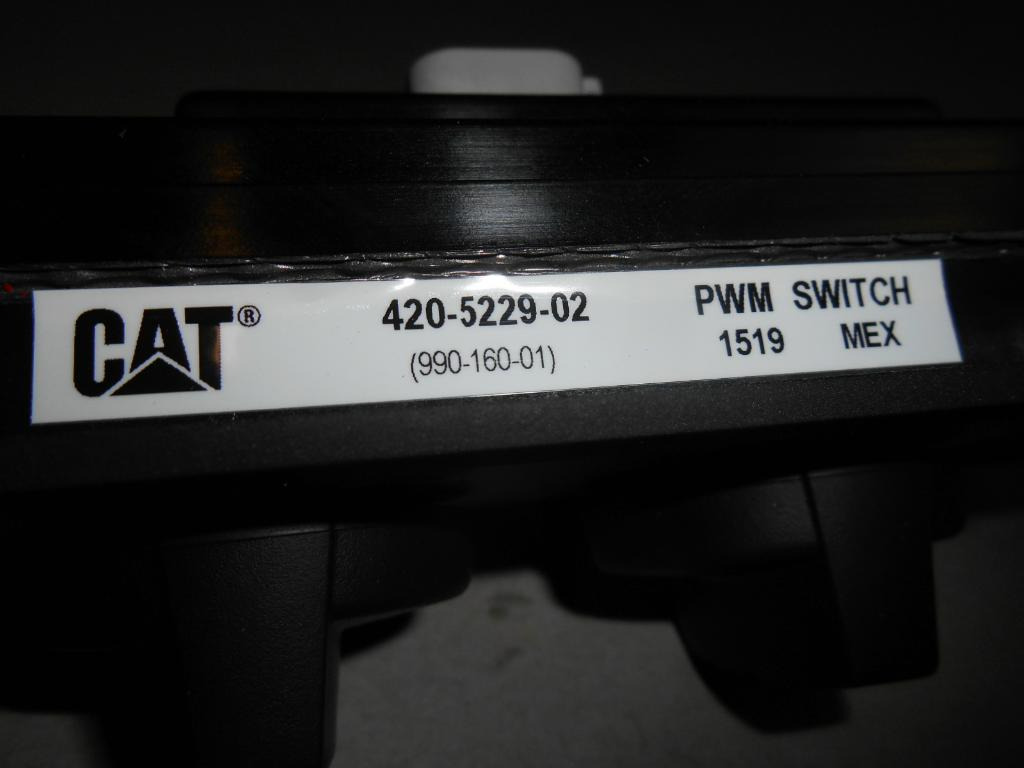 CAT®
420-5229-02
(990-160-01)
PWM SWITCH
1519 MEX